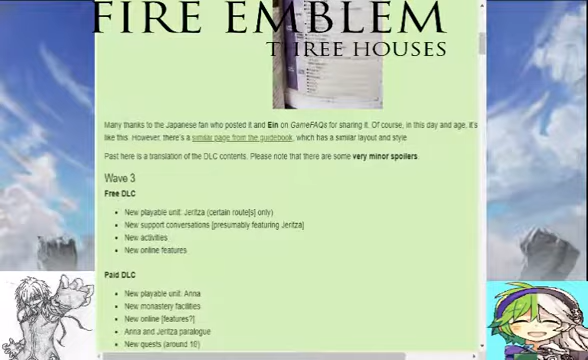 FIRE EMBLEM
THREE HOUSES
Many thanks to the Japanese fan who posted it and Ein on GameFAQs for sharing it. Of course, in this day and age, it's
like this. However, there's a similar page from the guidebook, which has a similar layout and style
Past here is a translation of the DLC contents. Please note that there are some very minor spoilers
Wave 3
Free DLC
New playable unit: Jeritza (certain route[s] only)
New support conversations [presumably featuring Jeritza]
New activities
New online features
Paid DLC
New playable unit: Anna
New monastery facilities
New online [features?]
Anna and Jeritza paralogue
New quests (around 10)